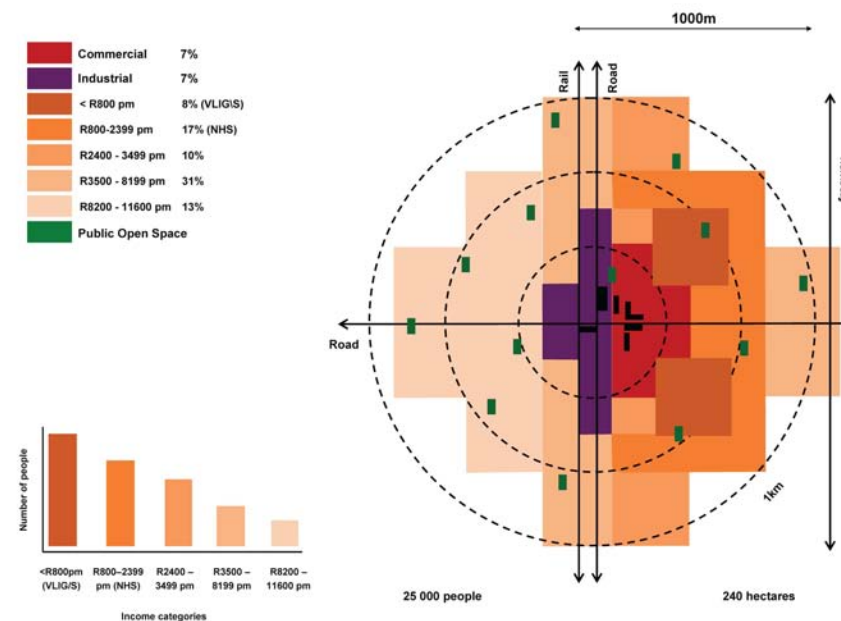 1000m
Commercial 7%
Industrial 7%
< R800 pm 8% (VLIG\S)
R800-2399 pm 17% (NHS)
R2400 - 3499 pm 10%
R3500 - 8199 pm 31%
R8200 - 11600 pm 13%
Public Open Space
Rail
Road
Road
1km
Number of people
<R800pm R800–2399 R2400 – R3500 – R8200 –
(VLIG/S) pm (NHS) 3499 pm 8199 pm 11600 pm
Income categories
25 000 people
240 hectares